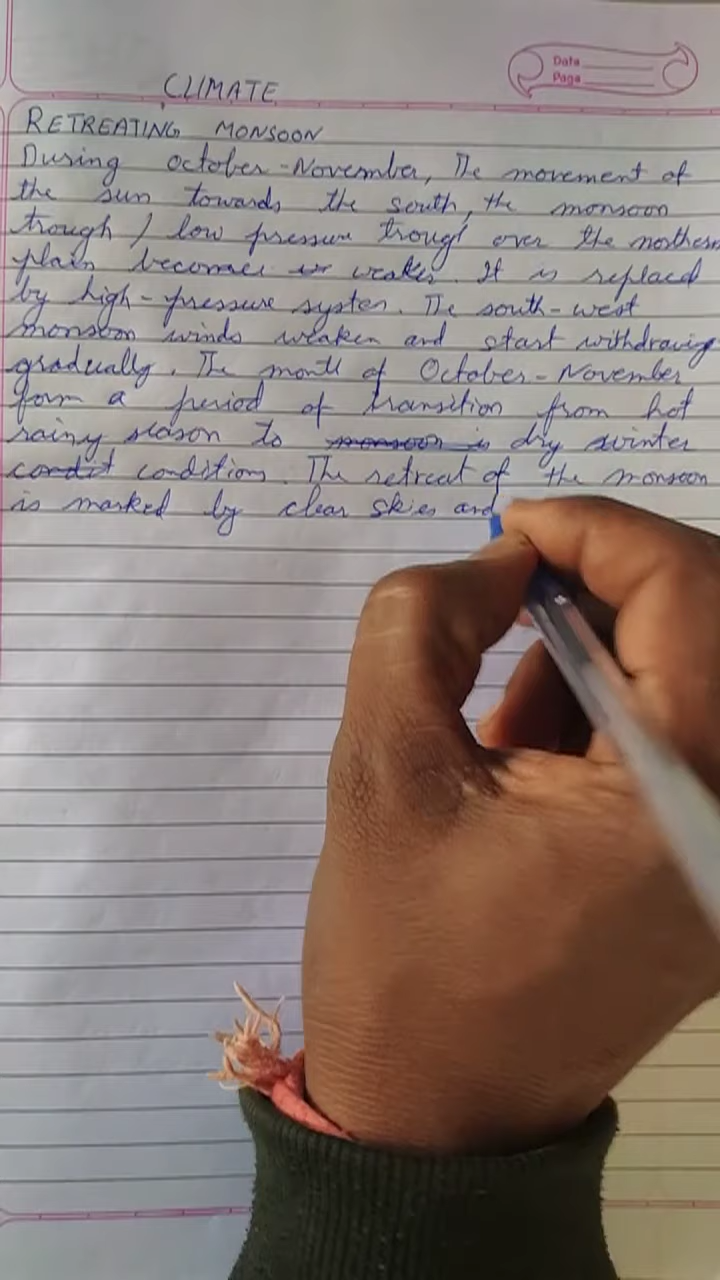 Date
Page
CLIMATE
RETREATING MONSOON
During October-November, The movement of
the sun towards the south, the monsoon
trough / low pressure trough over the northern
plain becomes weaker. It is replaced
by high-pressure system. The south-west
monsoon winds weaken and start withdrawing
gradually. The month of October-November
form a period of transition from hot
rainy season to monsoon is dry winter
condit conditions. The retreat of the monsoon
is marked by clear skies and